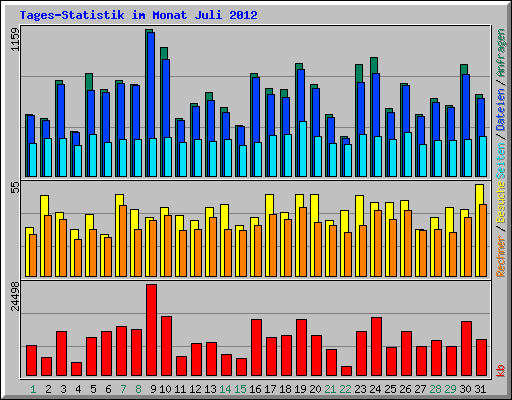 Tages-Statistik im Monat Juli 2012
1159
55
24498
Rechner / Besuche Seiten / Dateien / Anfragen
kb
1 2 3 4 5 6 7 8 9 10 11 12 13 14 15 16 17 18 19 20 21 22 23 24 25 26 27 28 29 30 31